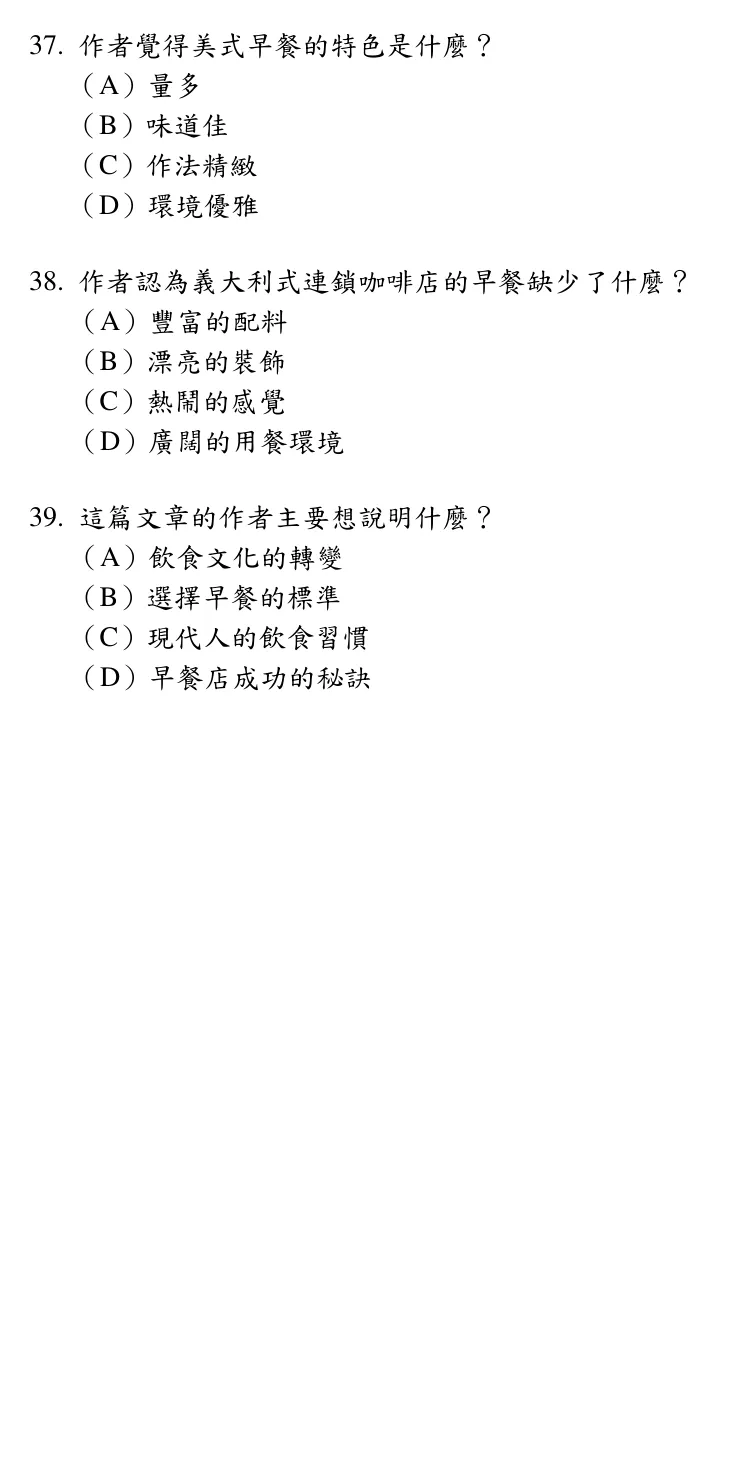 37. 作者覺得美式早餐的特色是什麼？
（A）量多
（B）味道佳
（C）作法精緻
（D）環境優雅
38. 作者認為義大利式連鎖咖啡店的早餐缺少了什麼？
（A）豐富的配料
（B）漂亮的裝飾
（C）熱鬧的感覺
（D）廣闊的用餐環境
39. 這篇文章的作者主要想說明什麼？
（A）飲食文化的轉變
（B）選擇早餐的標準
（C）現代人的飲食習慣
（D）早餐店成功的秘訣